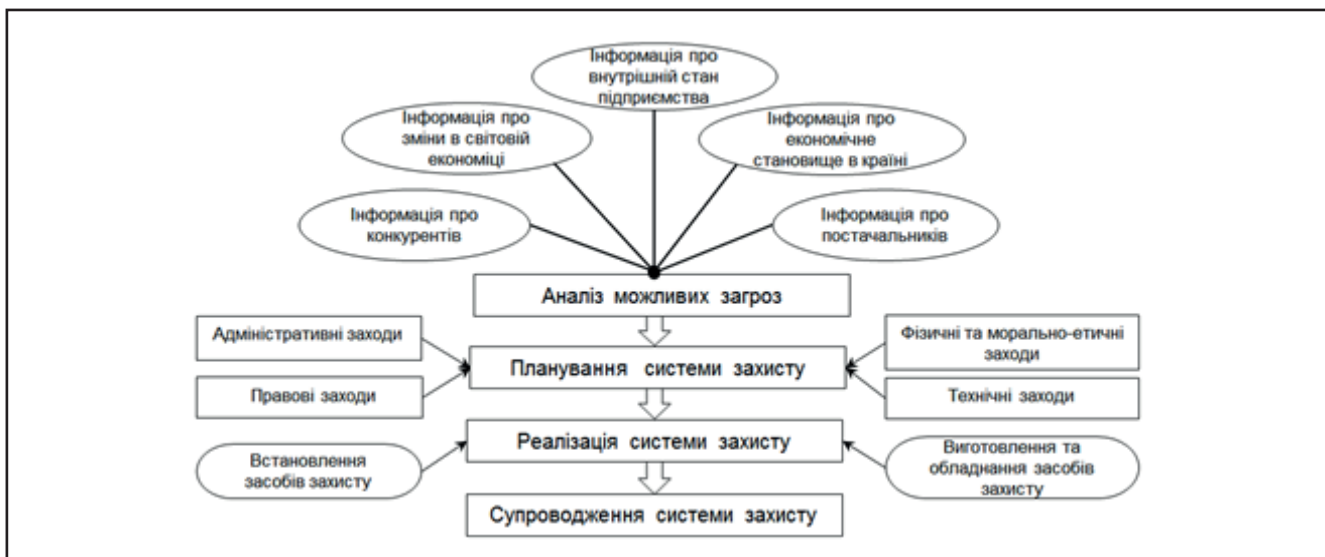 Інформація про
внутрішній стан
підприємства
Інформація про
зміни в світовій
економіці
Інформація про
економічне
становище в країні
Інформація про
конкурентів
Інформація про
постачальників
Аналіз можливих загроз
Адміністративні заходи
Фізичні та морально-етичні
заходи
Планування системи захисту
Правові заходи
Технічні заходи
Реалізація системи захисту
Встановлення
засобів захисту
Виготовлення та
обладнання засобів
захисту
Супроводження системи захисту